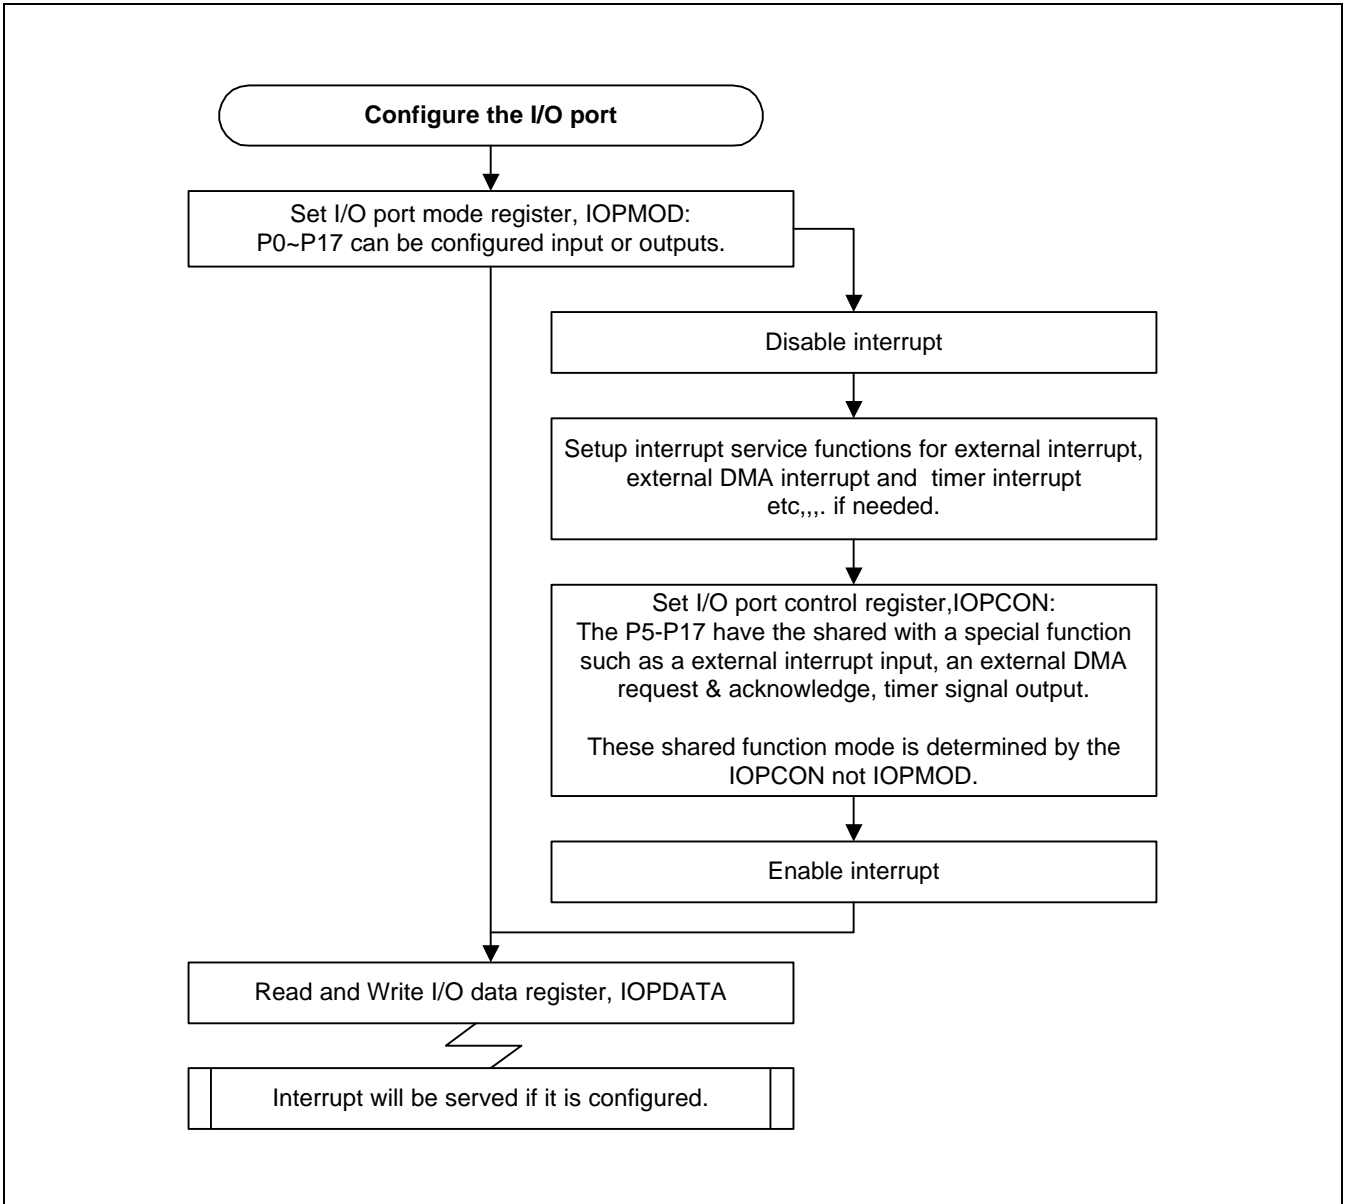 Configure the I/O port
Set I/O port mode register, IOPMOD:
P0~P17 can be configured input or outputs.
Disable interrupt
Setup interrupt service functions for external interrupt,
external DMA interrupt and  timer interrupt
etc,,,. if needed.
Set I/O port control register,IOPCON:
The P5-P17 have the shared with a special function
such as a external interrupt input, an external DMA
request & acknowledge, timer signal output.
These shared function mode is determined by the
IOPCON not IOPMOD.
Enable interrupt
Read and Write I/O data register, IOPDATA
Interrupt will be served if it is configured.